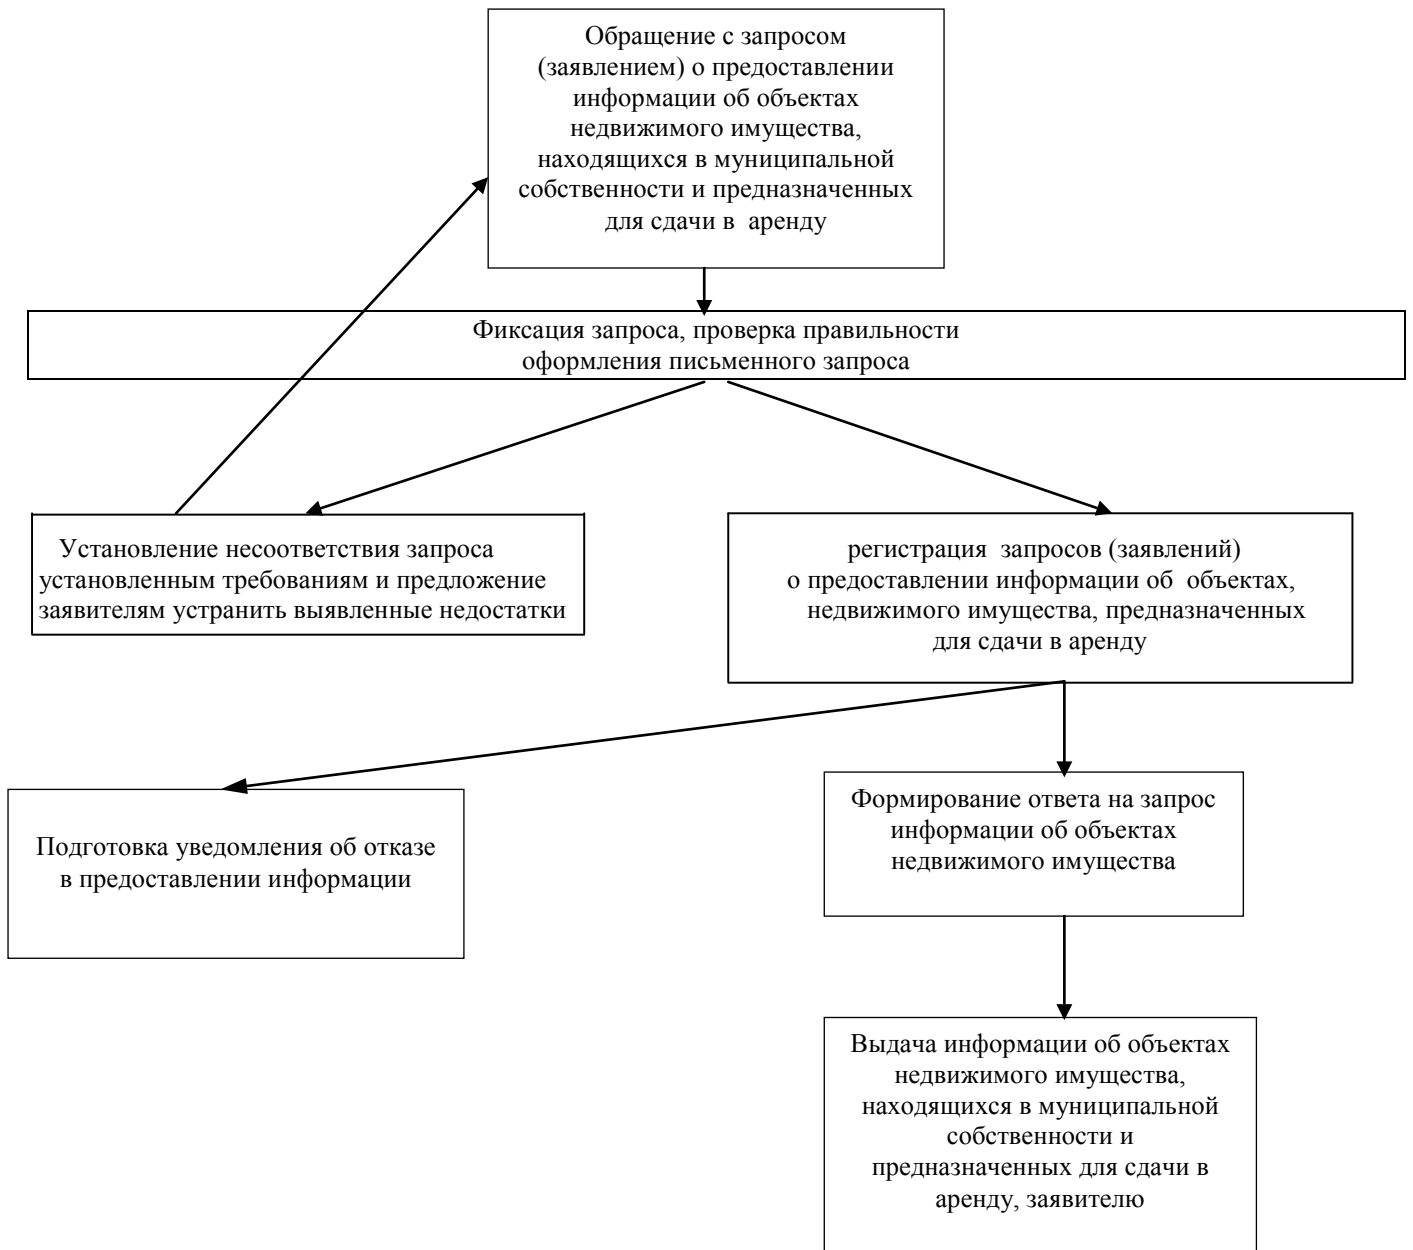 Обращение с запросом
(заявлением) о предоставлении
информации об объектах
недвижимого имущества,
находящихся в муниципальной
собственности и предназначенных
для сдачи в аренду
Фиксация запроса, проверка правильности
оформления письменного запроса
Установление несоответствия запроса
установленным требованиям и предложение
заявителям устранить выявленные недостатки
регистрация запросов (заявлений)
о предоставлении информации об объектах,
недвижимого имущества, предназначенных
для сдачи в аренду
Подготовка уведомления об отказе
в предоставлении информации
Формирование ответа на запрос
информации об объектах
недвижимого имущества
Выдача информации об объектах
недвижимого имущества,
находящихся в муниципальной
собственности и
предназначенных для сдачи в
аренду, заявителю